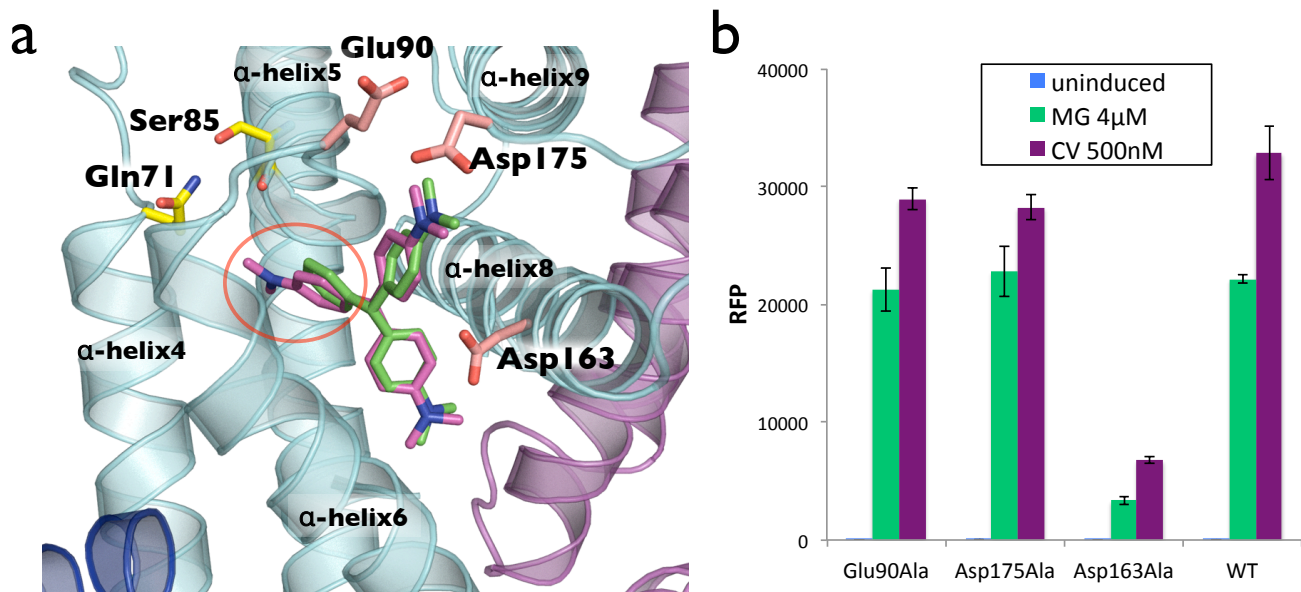 a
Glu90
α-helix5
α-helix9
Ser85
Asp175
Gln71
α-helix8
α-helix4
Asp163
α-helix6
b
40000
30000
20000
10000
0
RFP
uninduced
MG 4µM
CV 500nM
Glu90Ala Asp175Ala Asp163Ala WT